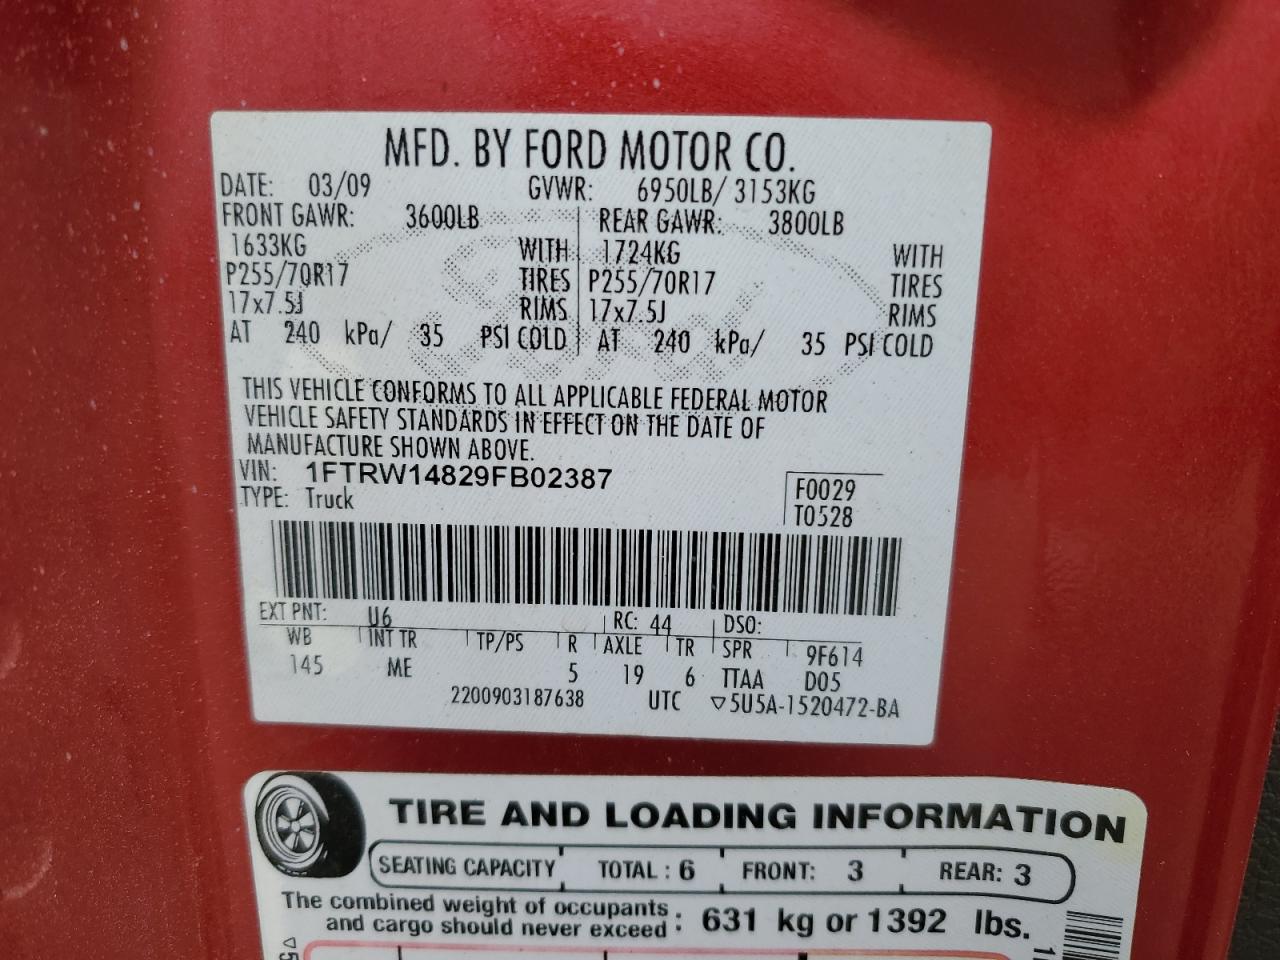 MFD. BY FORD MOTOR CO.
DATE: 03/09 GVWR: 6950LB/ 3153KG
FRONT GAWR: 3600LB REAR GAWR: 3800LB
1633KG WITH 1724KG WITH
P255/70R17 TIRES P255/70R17 TIRES
17x7.5J RIMS 17x7.5J RIMS
AT 240 kPa/ 35 PSI COLD AT 240 kPa/ 35 PSI COLD
THIS VEHICLE CONFORMS TO ALL APPLICABLE FEDERAL MOTOR
VEHICLE SAFETY STANDARDS IN EFFECT ON THE DATE OF
MANUFACTURE SHOWN ABOVE.
VIN: 1FTRW14829FB02387
TYPE: Truck
F0029
T0528
EXT PNT: U6 RC: 44 DSO:
WB INT TR TP/PS R AXLE TR SPR 9F614
145 ME 5 19 6 TTAA D05
2200903187638 UTC ▽5U5A-1520472-BA
TIRE AND LOADING INFORMATION
SEATING CAPACITY TOTAL : 6 FRONT: 3 REAR: 3
The combined weight of occupants
and cargo should never exceed : 631 kg or 1392 lbs.